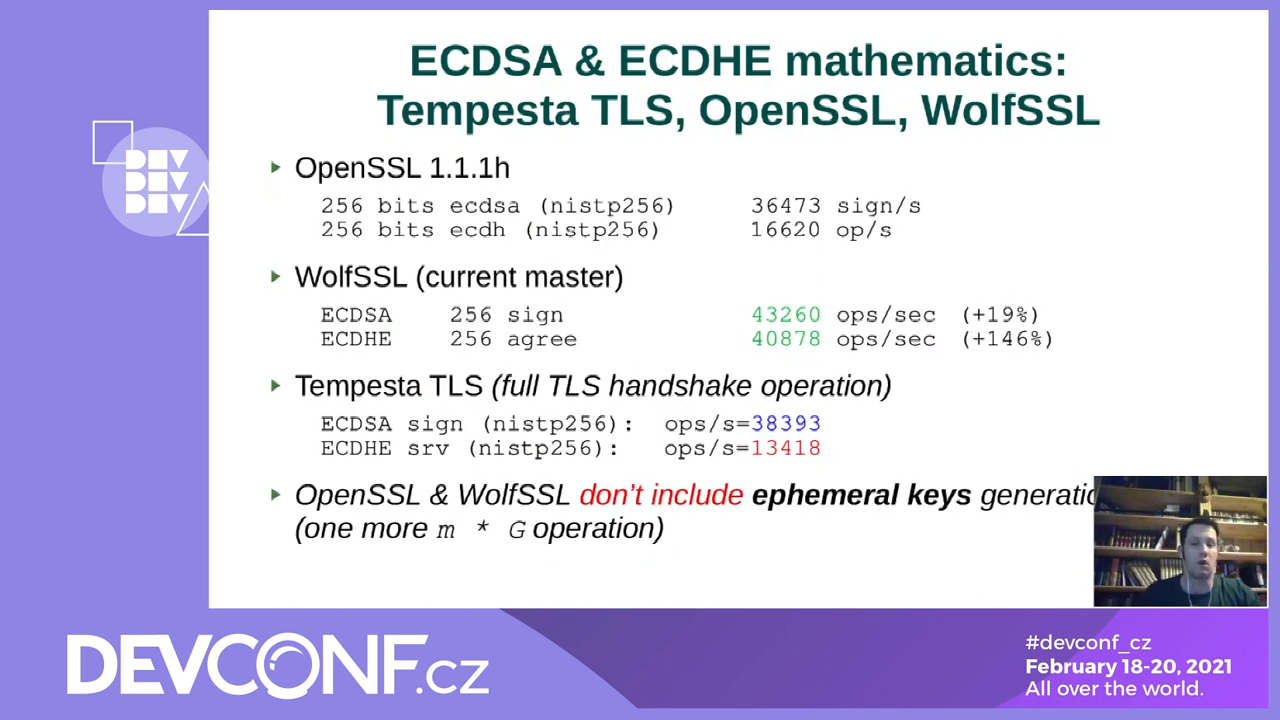 ECDSA & ECDHE mathematics:
Tempesta TLS, OpenSSL, WolfSSL
DEV
DEV
DEV
OpenSSL 1.1.1h
256 bits ecdsa (nistp256) 36473 sign/s
256 bits ecdh (nistp256) 16620 op/s
WolfSSL (current master)
ECDSA 256 sign 43260 ops/sec (+19%)
ECDHE 256 agree 40878 ops/sec (+146%)
Tempesta TLS (full TLS handshake operation)
ECDSA sign (nistp256): ops/s=38393
ECDHE srv (nistp256): ops/s=13418
OpenSSL & WolfSSL don't include ephemeral keys generatio
(one more m * G operation)
DEVCONF.cz
#devconf_cz
February 18-20, 2021
All over the world.